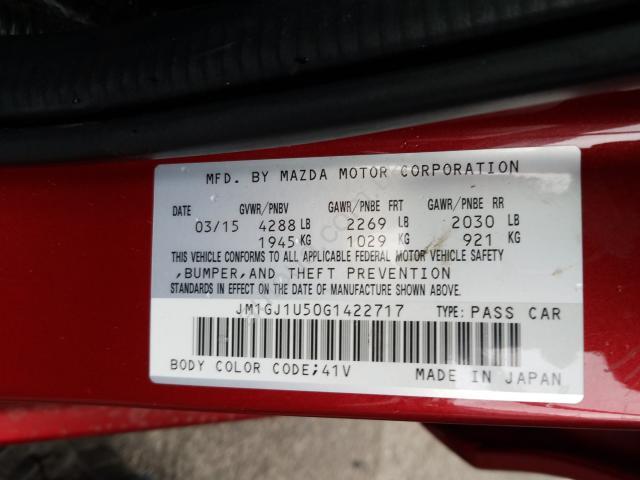 MFD. BY MAZDA MOTOR CORPORATION
DATE GVWR/PNBV GAWR/PNBE FRT GAWR/PNBE RR
03/15 4288 LB 2269 LB 2030 LB
1945 KG 1029 KG 921 KG
THIS VEHICLE CONFORMS TO ALL APPLICABLE FEDERAL MOTOR VEHICLE SAFETY
,BUMPER,AND THEFT PREVENTION
STANDARDS IN EFFECT ON THE DATE OF MANUFACTURE SHOWN ABOVE.
JM1GJ1U50G1422717 TYPE: PASS CAR
BODY COLOR CODE;41V MADE IN JAPAN